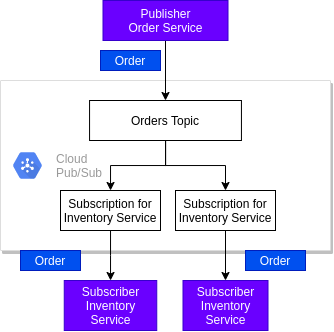 Publisher
Order Service
Order
Orders Topic
Cloud
Pub/Sub
Subscription for
Inventory Service
Subscription for
Inventory Service
Order
Order
Subscriber
Inventory
Service
Subscriber
Inventory
Service